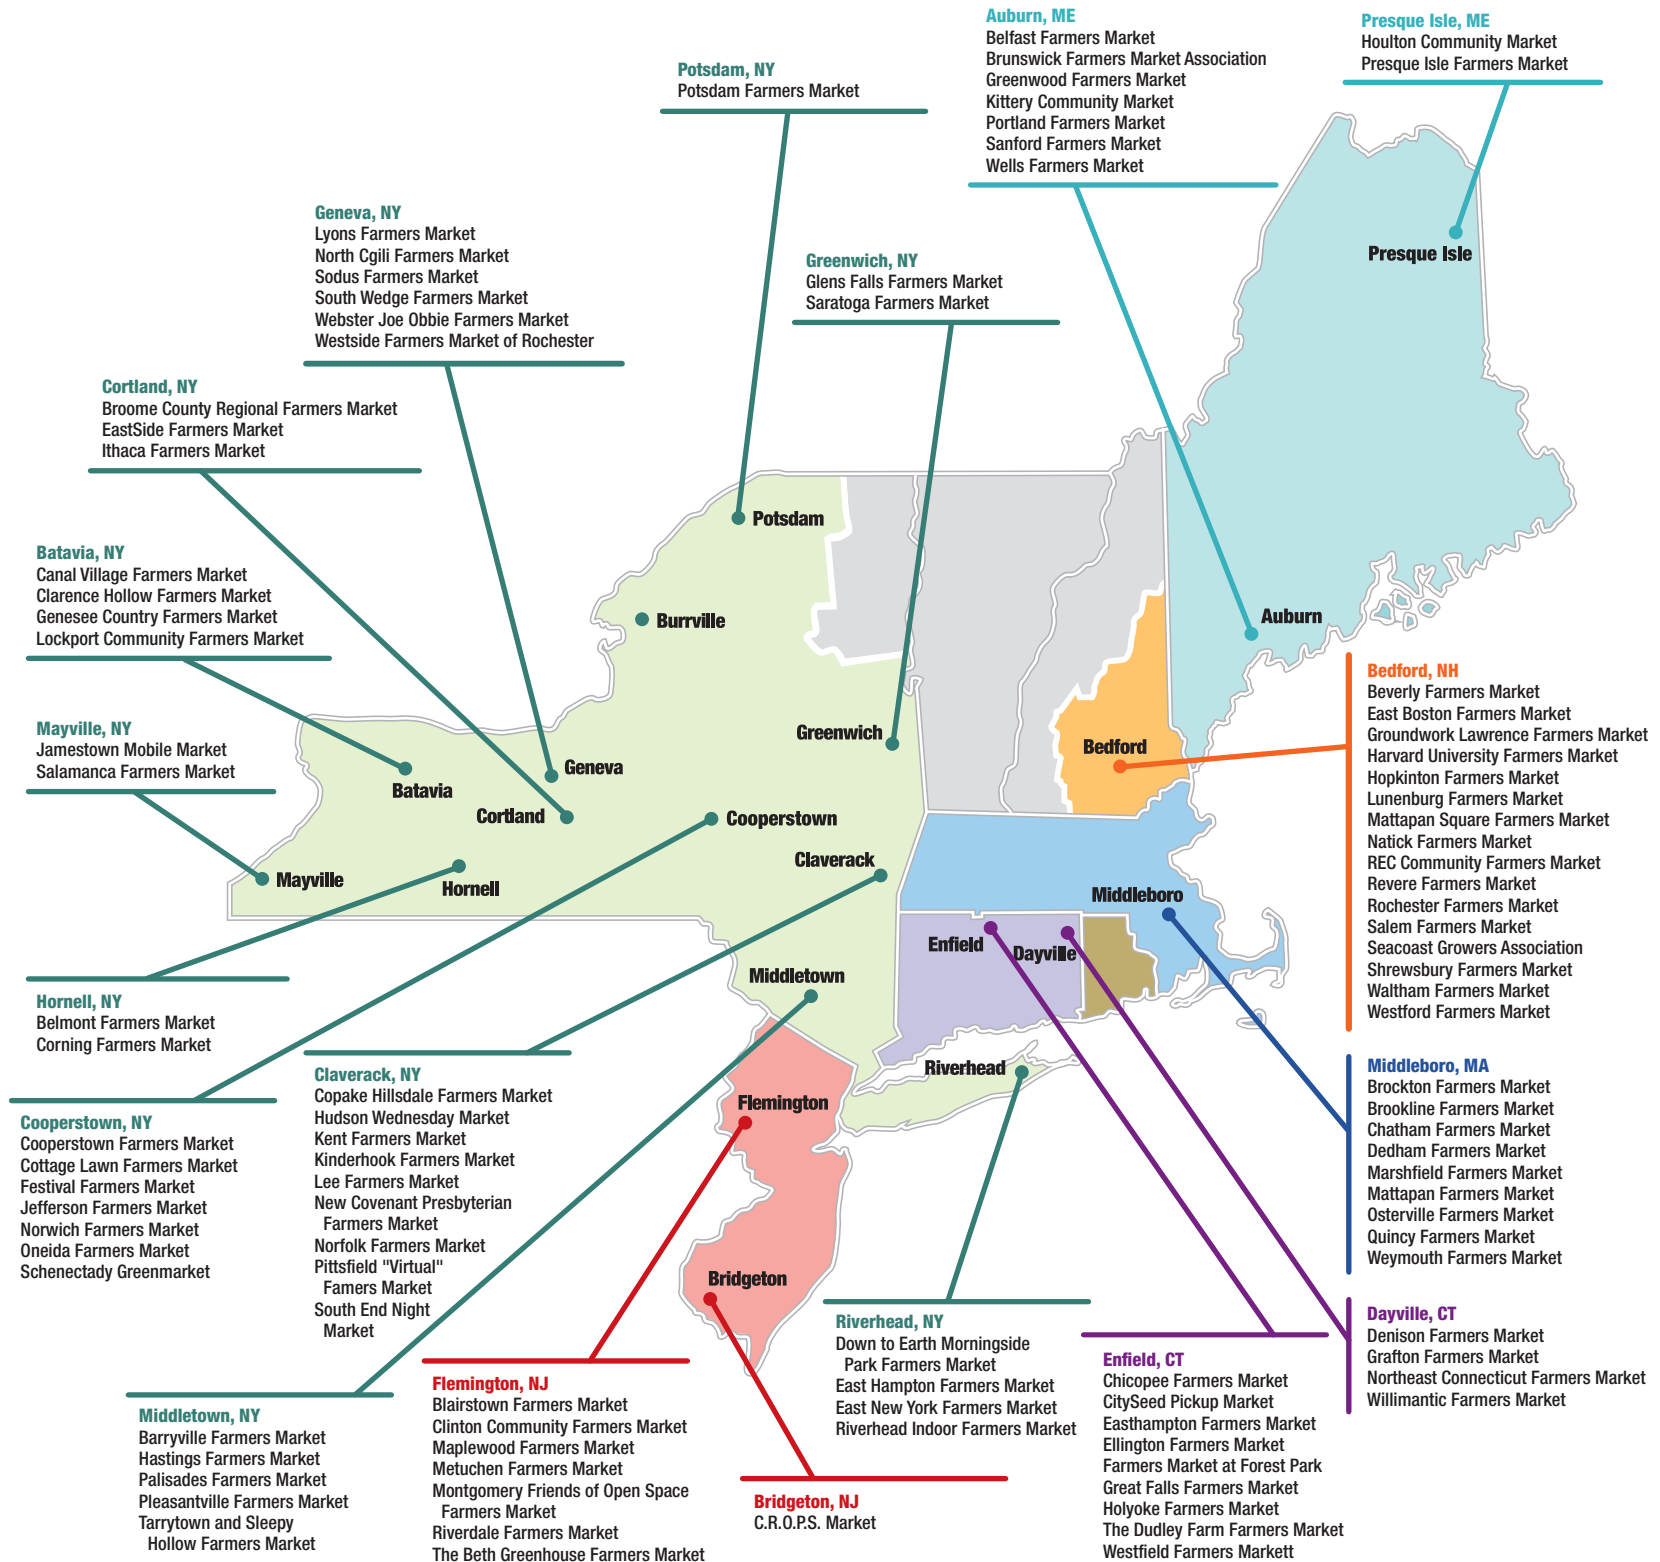 Auburn, ME
Belfast Farmers Market
Brunswick Farmers Market Association
Greenwood Farmers Market
Kittery Community Market
Portland Farmers Market
Sanford Farmers Market
Wells Farmers Market
Presque Isle, ME
Houlton Community Market
Presque Isle Farmers Market
Potsdam, NY
Potsdam Farmers Market
Geneva, NY
Lyons Farmers Market
North Cgili Farmers Market
Sodus Farmers Market
South Wedge Farmers Market
Webster Joe Obbie Farmers Market
Westside Farmers Market of Rochester
Greenwich, NY
Glens Falls Farmers Market
Saratoga Farmers Market
Cortland, NY
Broome County Regional Farmers Market
EastSide Farmers Market
Ithaca Farmers Market
Batavia, NY
Canal Village Farmers Market
Clarence Hollow Farmers Market
Genesee Country Farmers Market
Lockport Community Farmers Market
Mayville, NY
Jamestown Mobile Market
Salamanca Farmers Market
Presque Isle
Potsdam
Burrville
Auburn
Greenwich
Bedford
Geneva
Batavia
Cortland
Cooperstown
Claverack
Mayville
Hornell
Middleboro
Enfield
Dayville
Middletown
Riverhead
Flemington
Bridgeton
Bedford, NH
Beverly Farmers Market
East Boston Farmers Market
Groundwork Lawrence Farmers Market
Harvard University Farmers Market
Hopkinton Farmers Market
Lunenburg Farmers Market
Mattapan Square Farmers Market
Natick Farmers Market
REC Community Farmers Market
Revere Farmers Market
Rochester Farmers Market
Salem Farmers Market
Seacoast Growers Association
Shrewsbury Farmers Market
Waltham Farmers Market
Westford Farmers Market
Hornell, NY
Belmont Farmers Market
Corning Farmers Market
Cooperstown, NY
Cooperstown Farmers Market
Cottage Lawn Farmers Market
Festival Farmers Market
Jefferson Farmers Market
Norwich Farmers Market
Oneida Farmers Market
Schenectady Greenmarket
Claverack, NY
Copake Hillsdale Farmers Market
Hudson Wednesday Market
Kent Farmers Market
Kinderhook Farmers Market
Lee Farmers Market
New Covenant Presbyterian
Farmers Market
Norfolk Farmers Market
Pittsfield "Virtual"
Famers Market
South End Night
Market
Middleboro, MA
Brockton Farmers Market
Brookline Farmers Market
Chatham Farmers Market
Dedham Farmers Market
Marshfield Farmers Market
Mattapan Farmers Market
Osterville Farmers Market
Quincy Farmers Market
Weymouth Farmers Market
Dayville, CT
Denison Farmers Market
Grafton Farmers Market
Northeast Connecticut Farmers Market
Willimantic Farmers Market
Riverhead, NY
Down to Earth Morningside
Park Farmers Market
East Hampton Farmers Market
East New York Farmers Market
Riverhead Indoor Farmers Market
Enfield, CT
Chicopee Farmers Market
CitySeed Pickup Market
Easthampton Farmers Market
Ellington Farmers Market
Farmers Market at Forest Park
Great Falls Farmers Market
Holyoke Farmers Market
The Dudley Farm Farmers Market
Westfield Farmers Markett
Middletown, NY
Barryville Farmers Market
Hastings Farmers Market
Palisades Farmers Market
Pleasantville Farmers Market
Tarrytown and Sleepy
Hollow Farmers Market
Flemington, NJ
Blairstown Farmers Market
Clinton Community Farmers Market
Maplewood Farmers Market
Metuchen Farmers Market
Montgomery Friends of Open Space
Farmers Market
Riverdale Farmers Market
The Beth Greenhouse Farmers Market
Bridgeton, NJ
C.R.O.P.S. Market